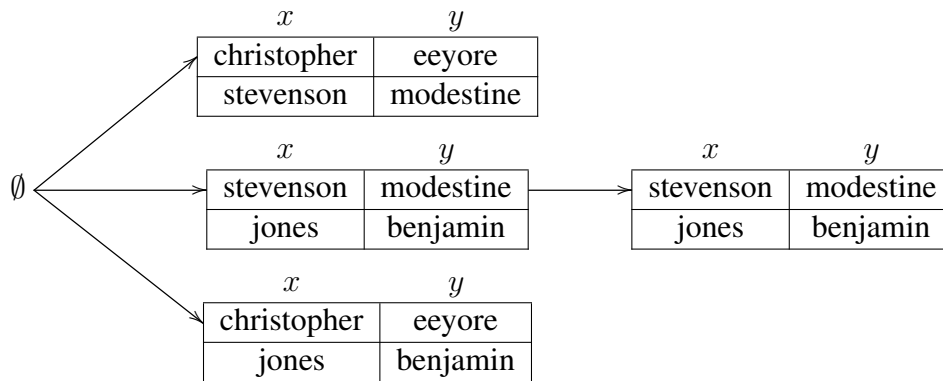 x y
christopher eeyore
stevenson modestine
x y
stevenson modestine
jones benjamin
x y
stevenson modestine
jones benjamin
∅
x y
christopher eeyore
jones benjamin